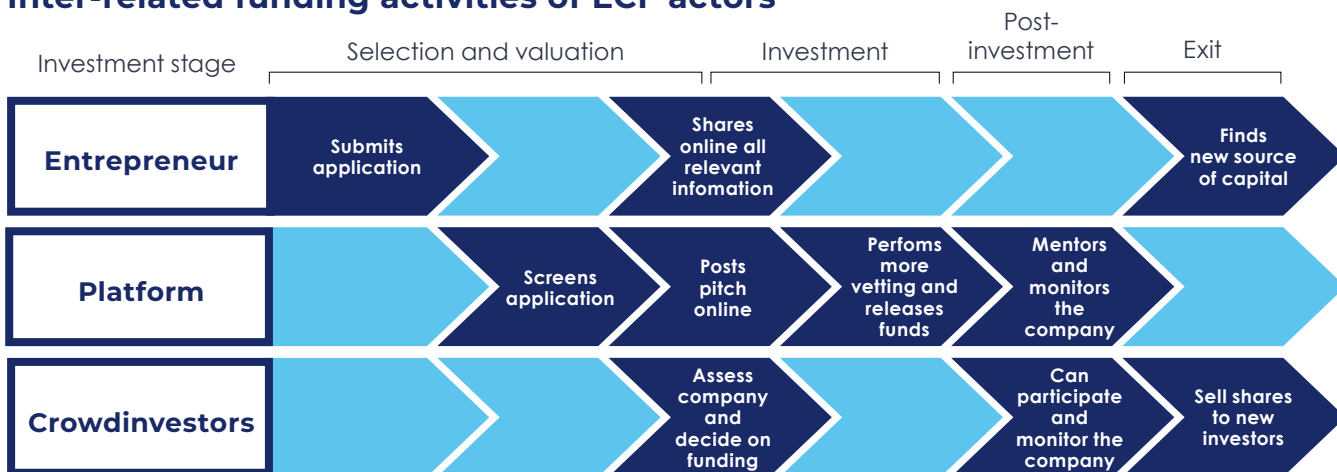 Inter-related funding activities of ECF actors
Investment stage
Selection and valuation
Investment
Post-
investment
Exit
Entrepreneur
Submits
application
Shares
online all
relevant
infomation
Finds
new source
of capital
Platform
Screens
application
Posts
pitch
online
Perfoms
more
vetting and
releases
funds
Mentors
and
monitors
the
company
Crowdinvestors
Assess
company
and
decide on
funding
Can
participate
and
monitor the
company
Sell shares
to new
investors